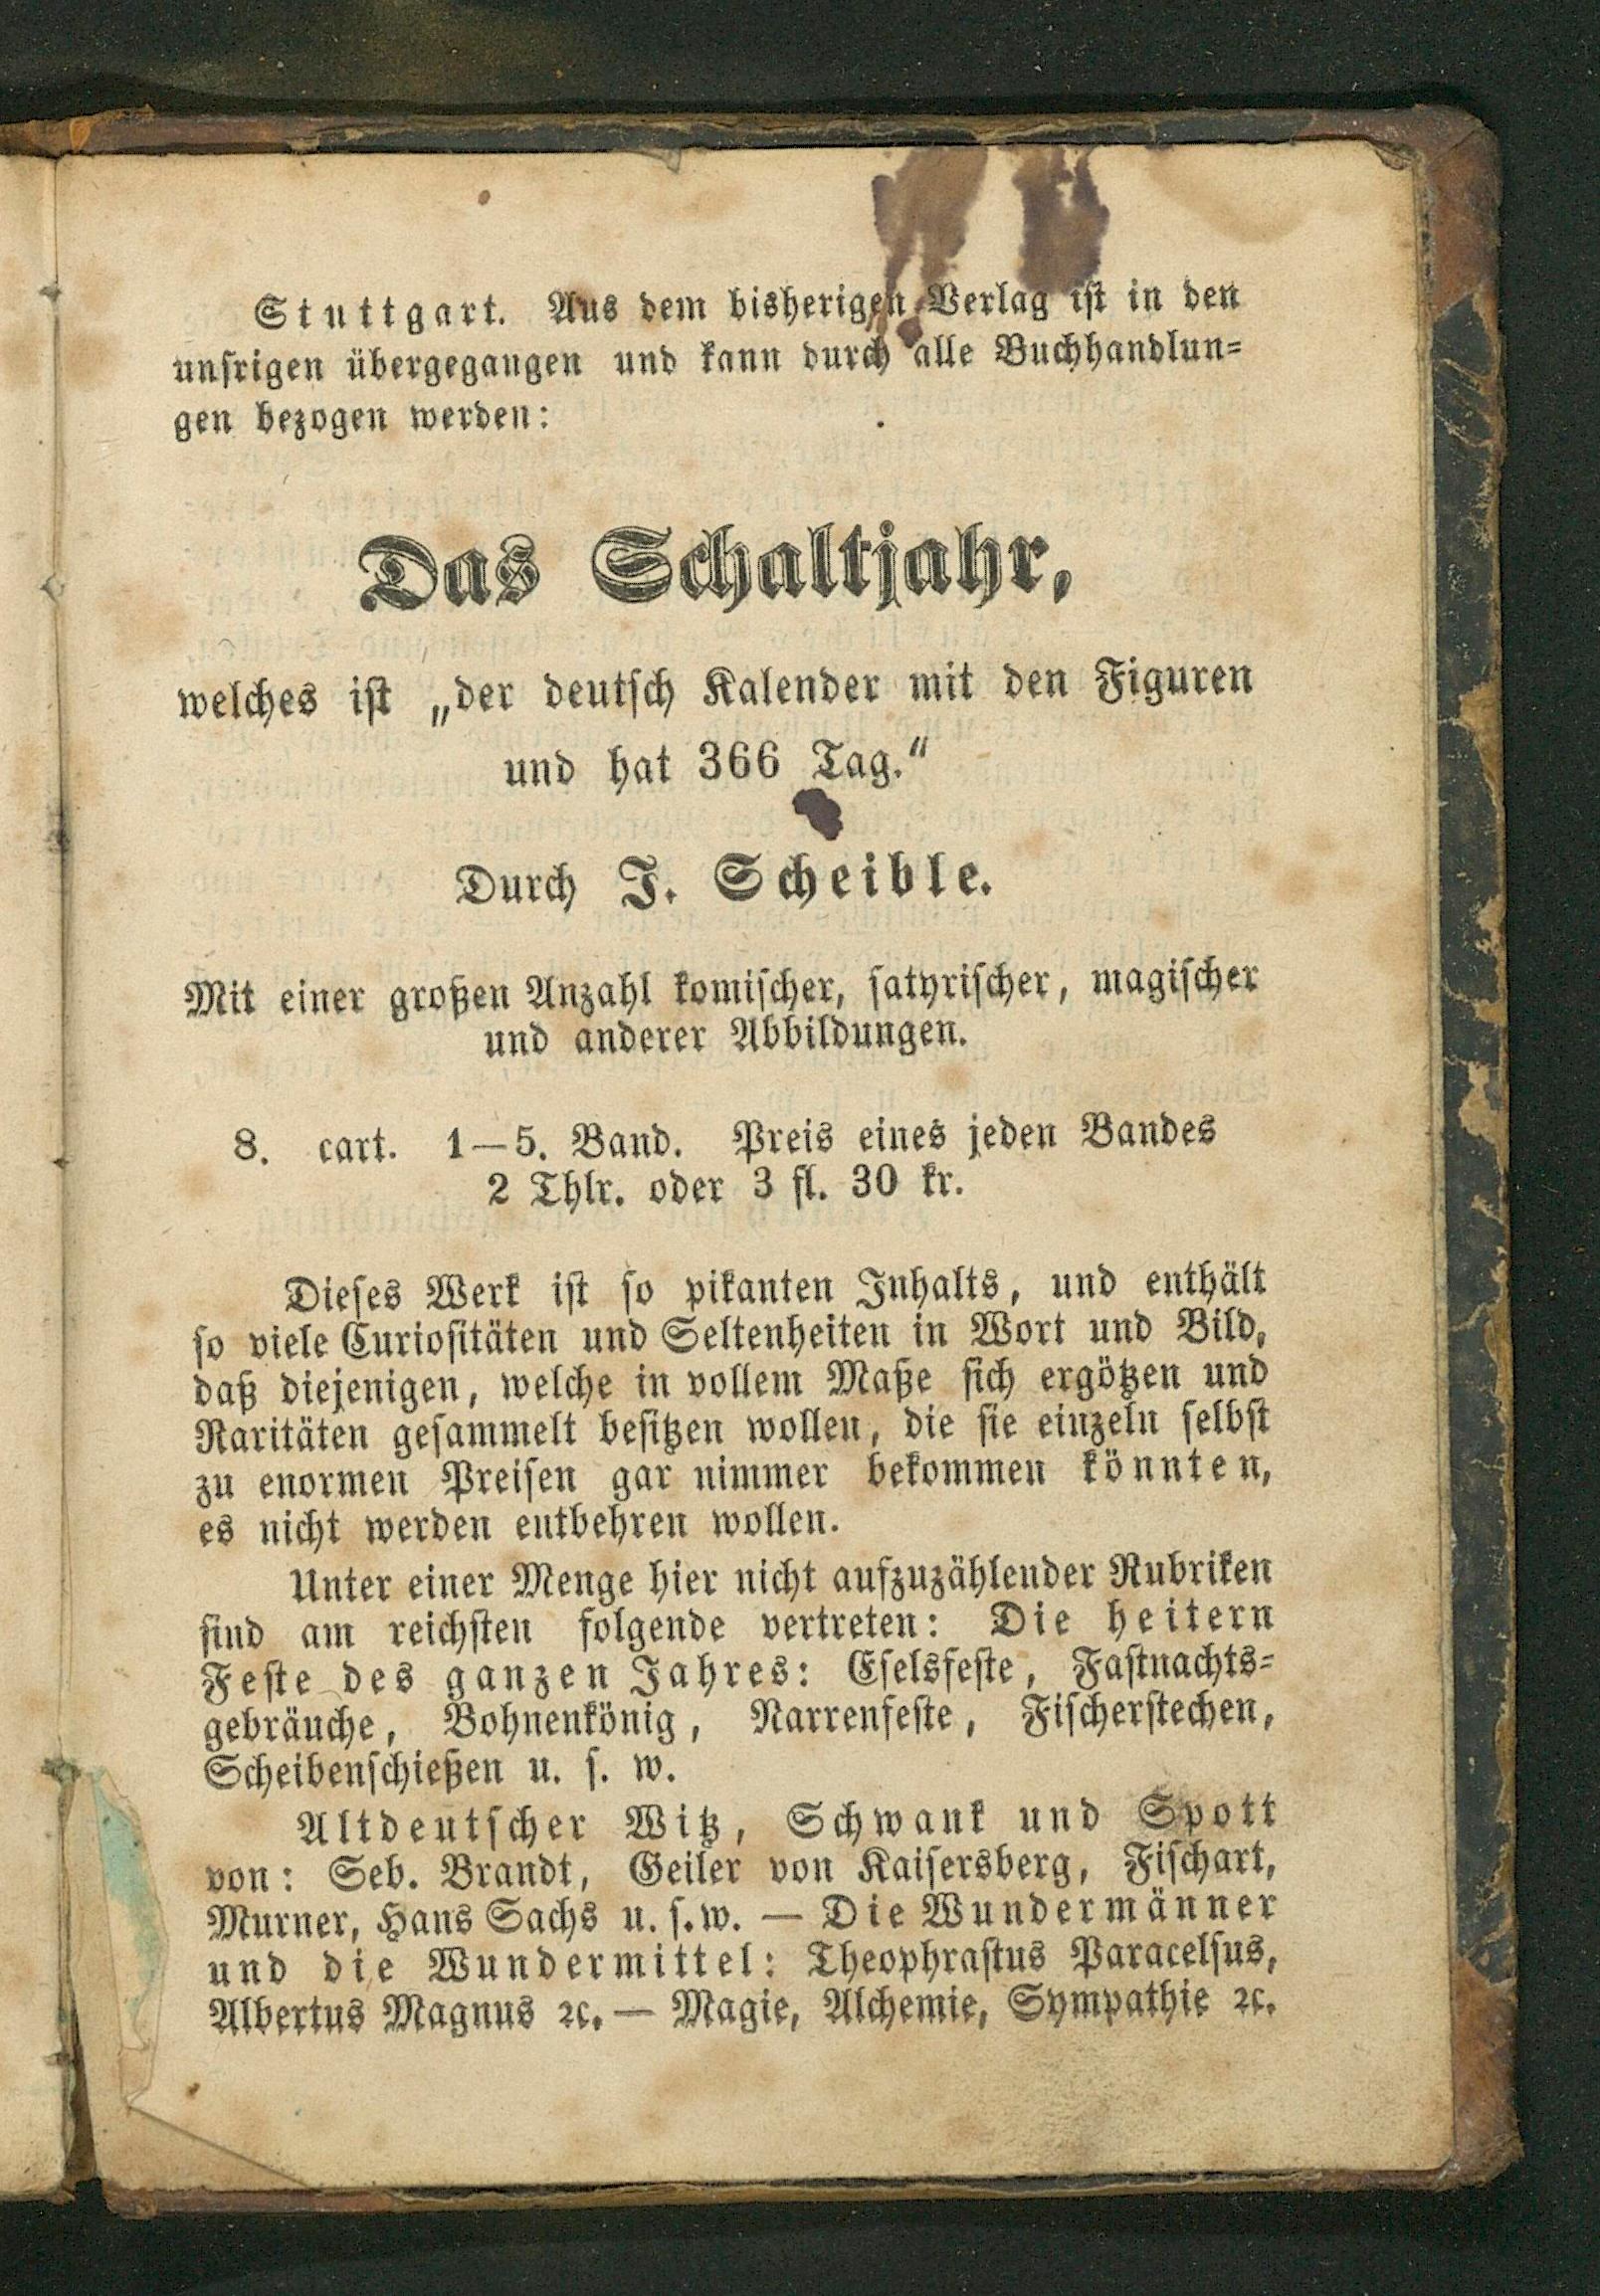 Stuttgart. Aus dem bisherigen Verlag ist in den
unsrigen übergegangen und kann durch alle Buchhandlun-
gen bezogen werden:
Das Schaltjahr,
welches ist „der deutsch Kalender mit den Figuren
und hat 366 Tag.“
Durch J. Scheible.
Mit einer großen Anzahl komischer, satyrischer, magischer
und anderer Abbildungen.
8. cart. 1—5. Band. Preis eines jeden Bandes
2 Thlr. oder 3 fl. 30 kr.
Dieses Werk ist so pikanten Inhalts, und enthält
so viele Curiositäten und Seltenheiten in Wort und Bild,
daß diejenigen, welche in vollem Maße sich ergötzen und
Raritäten gesammelt besitzen wollen, die sie einzeln selbst
zu enormen Preisen gar nimmer bekommen könnten,
es nicht werden entbehren wollen.
Unter einer Menge hier nicht aufzuzählender Rubriken
sind am reichsten folgende vertreten: Die heitern
Feste des ganzen Jahres: Eselsfeste, Fastnachts-
gebräuche, Bohnenkönig, Narrenfeste, Fischerstechen,
Scheibenschießen u. s. w.
Altdeutscher Witz, Schwank und Spott
von: Seb. Brandt, Geiler von Kaisersberg, Fischart,
Murner, Hans Sachs u. s. w. — Die Wundermänner
und die Wundermittel: Theophrastus Paracelsus,
Albertus Magnus ꝛc. — Magie, Alchemie, Sympathie ꝛc.